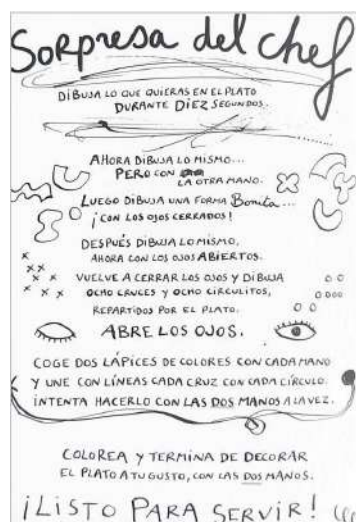 Sorpresa del chef
DIBUJA LO QUE QUIERAS EN EL PLATO
DURANTE DIEZ SEGUNDOS.
AHORA DIBUJA LO MISMO...
PERO CON
LA OTRA MANO.
LUEGO DIBUJA UNA FORMA Bonita...
¡CON LOS OJOS CERRADOS!
DESPUÉS DIBUJA LO MISMO,
AHORA CON LOS OJOS ABIERTOS.
VUELVE A CERRAR LOS OJOS Y DIBUJA
OCHO CRUCES Y OCHO CIRCULITOS,
REPARTIDOS POR EL PLATO.
ABRE LOS OJOS.
COGE DOS LÁPICES DE COLORES CON CADA MANO
Y UNE CON LÍNEAS CADA CRUZ CON CADA CÍRCULO.
INTENTA HACERLO CON LAS DOS MANOS A LA VEZ.
COLOREA Y TERMINA DE DECORAR
EL PLATO A TU GUSTO, CON LAS DOS MANOS.
¡LISTO PARA SERVIR!